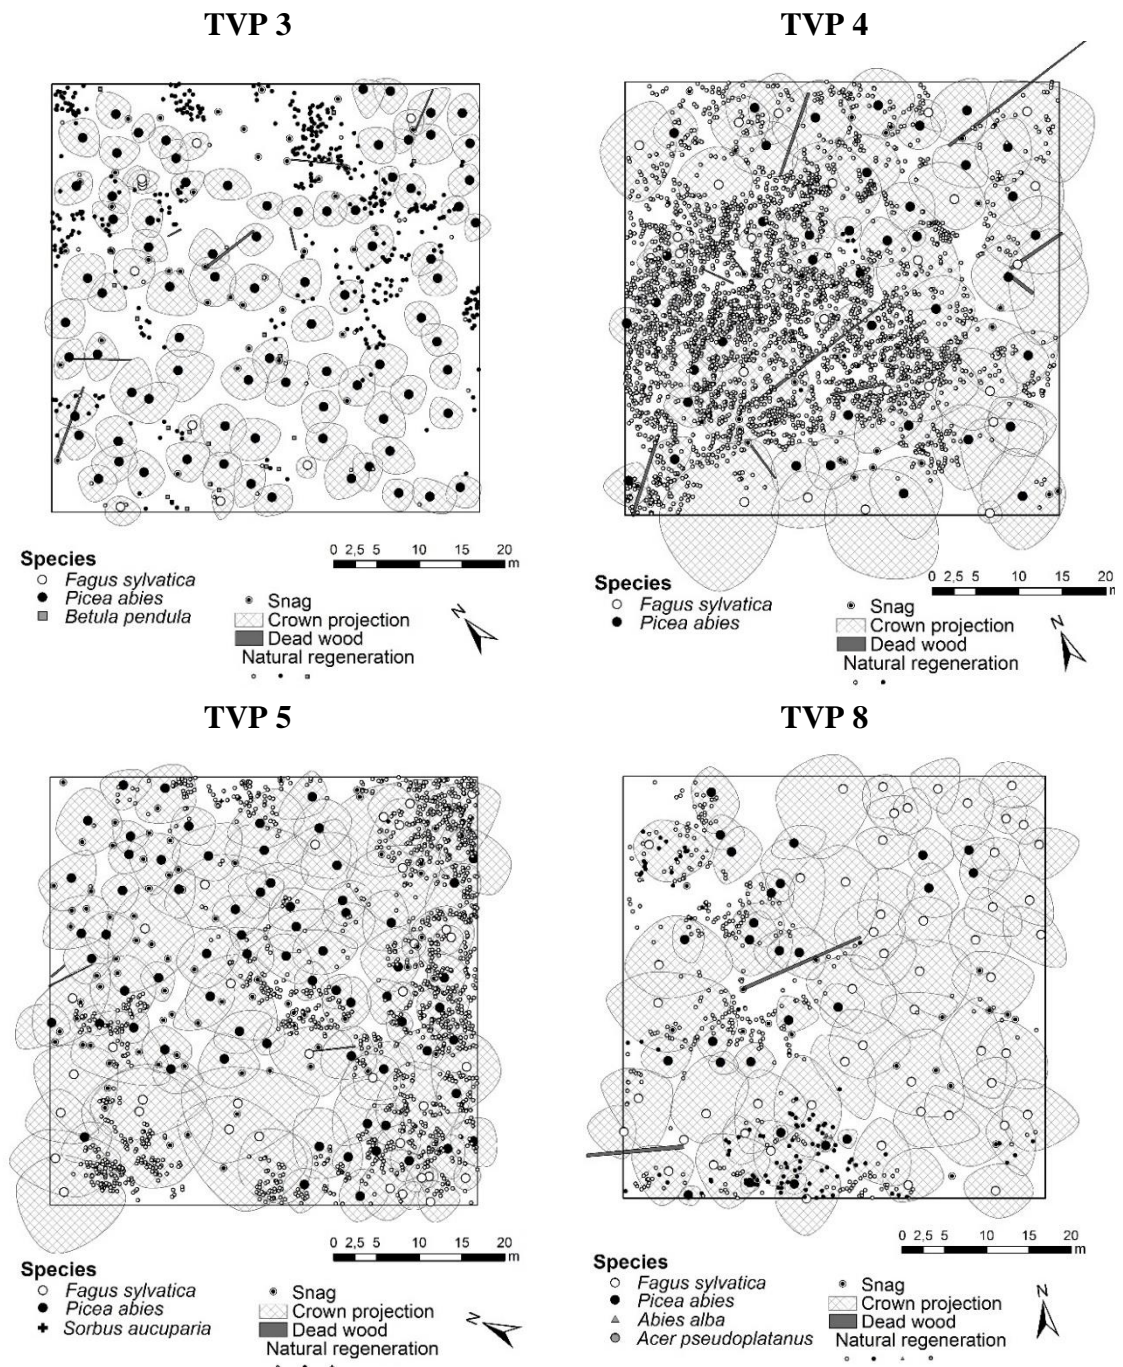 TVP 3
TVP 4
Species
Fagus sylvatica
Picea abies
Betula pendula
0 2,5 5 10 15 20
m
Snag
Crown projection
Dead wood
Natural regeneration
N
Species
Fagus sylvatica
Picea abies
0 2,5 5 10 15 20
Snag
Crown projection
Dead wood
Natural regeneration
N
TVP 5
TVP 8
Species
Fagus sylvatica
Picea abies
Sorbus aucuparia
0 2,5 5 10 15 20
m
Snag
Crown projection
Dead wood
Natural regeneration
N
Species
Fagus sylvatica
Picea abies
Abies alba
Acer pseudoplatanus
0 2,5 5 10 15 20
m
Snag
Crown projection
Dead wood
Natural regeneration
N